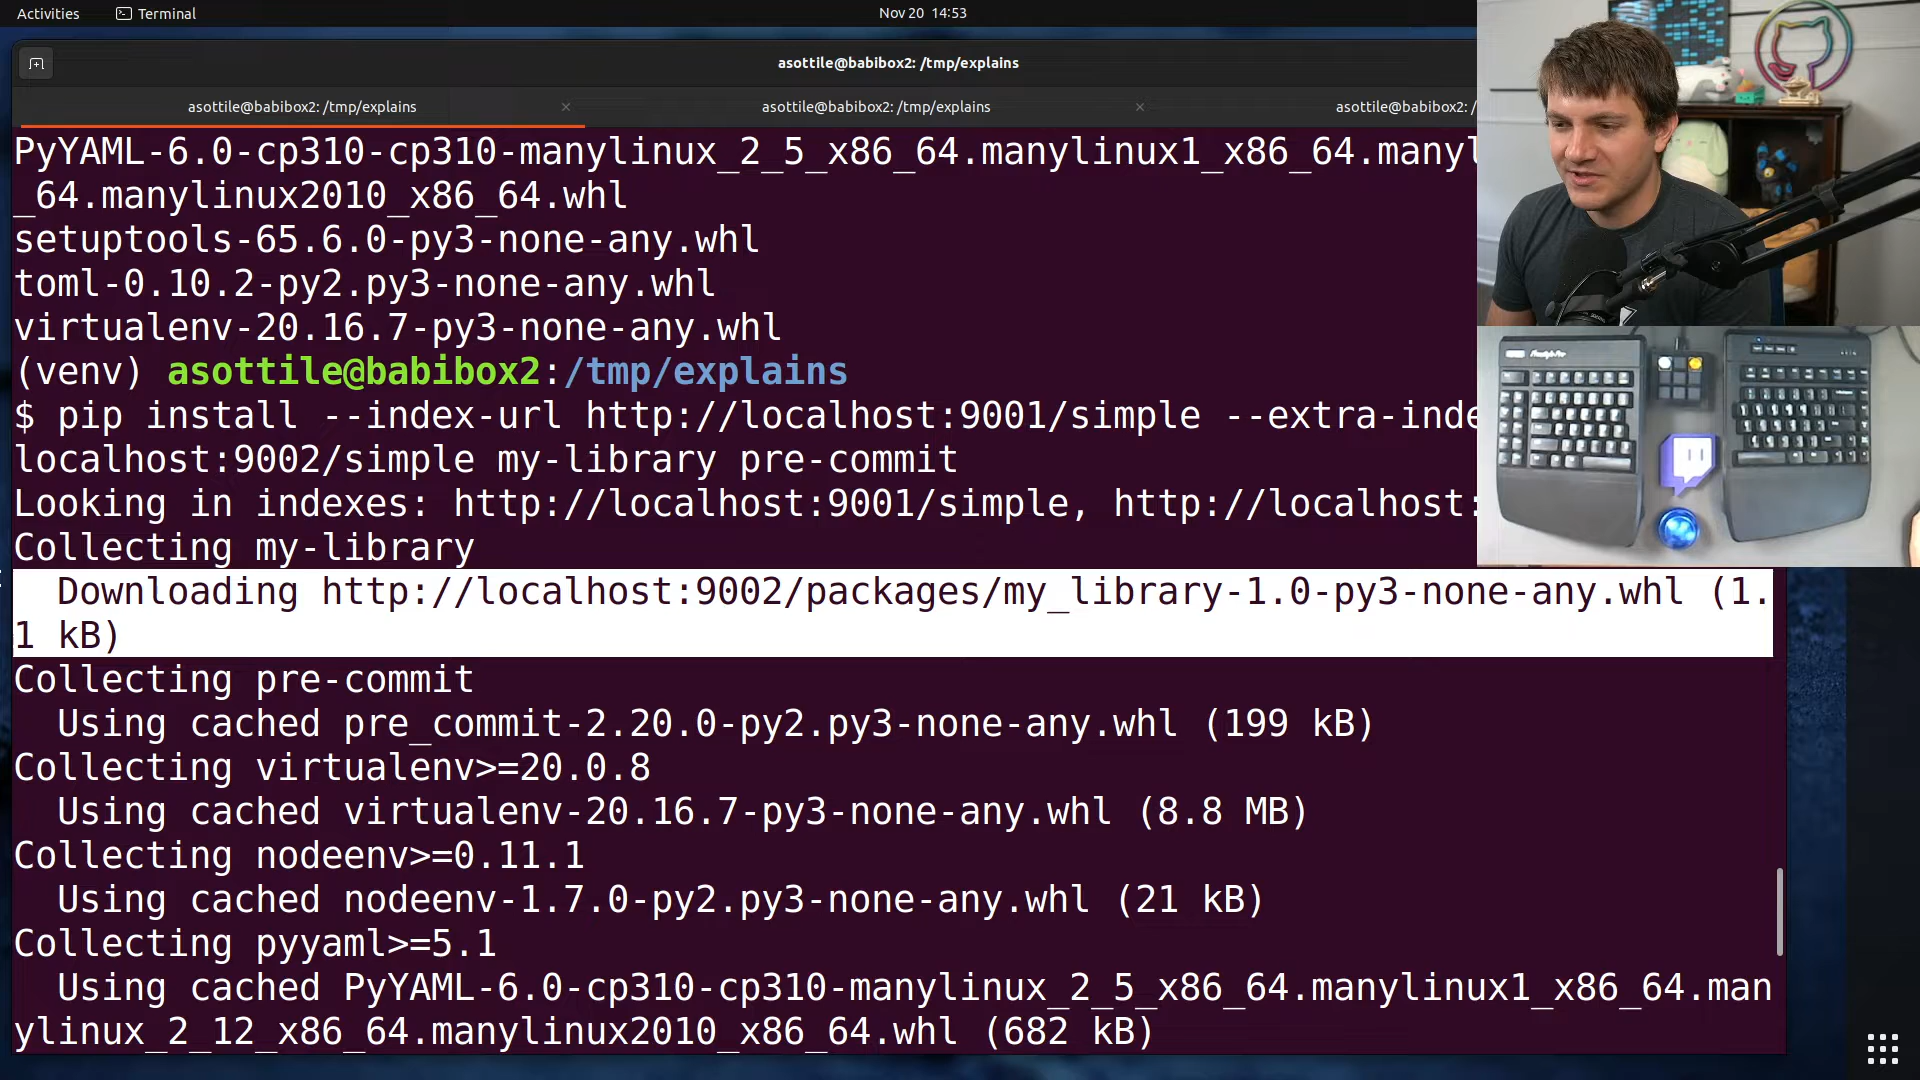 Activities
Terminal
Nov 20 14:53
asottile@babibox2: /tmp/explains
asottile@babibox2: /tmp/explains × asottile@babibox2: /tmp/explains × asottile@babibox2: /
PyYAML-6.0-cp310-cp310-manylinux_2_5_x86_64.manylinux1_x86_64.manyl
_64.manylinux2010_x86_64.whl
setuptools-65.6.0-py3-none-any.whl
toml-0.10.2-py2.py3-none-any.whl
virtualenv-20.16.7-py3-none-any.whl
(venv) asottile@babibox2:/tmp/explains
$ pip install --index-url http://localhost:9001/simple --extra-inde
localhost:9002/simple my-library pre-commit
Looking in indexes: http://localhost:9001/simple, http://localhost:
Collecting my-library
Downloading http://localhost:9002/packages/my_library-1.0-py3-none-any.whl (1.
1 kB)
Collecting pre-commit
Using cached pre_commit-2.20.0-py2.py3-none-any.whl (199 kB)
Collecting virtualenv>=20.0.8
Using cached virtualenv-20.16.7-py3-none-any.whl (8.8 MB)
Collecting nodeenv>=0.11.1
Using cached nodeenv-1.7.0-py2.py3-none-any.whl (21 kB)
Collecting pyyaml>=5.1
Using cached PyYAML-6.0-cp310-cp310-manylinux_2_5_x86_64.manylinux1_x86_64.man
ylinux_2_12_x86_64.manylinux2010_x86_64.whl (682 kB)